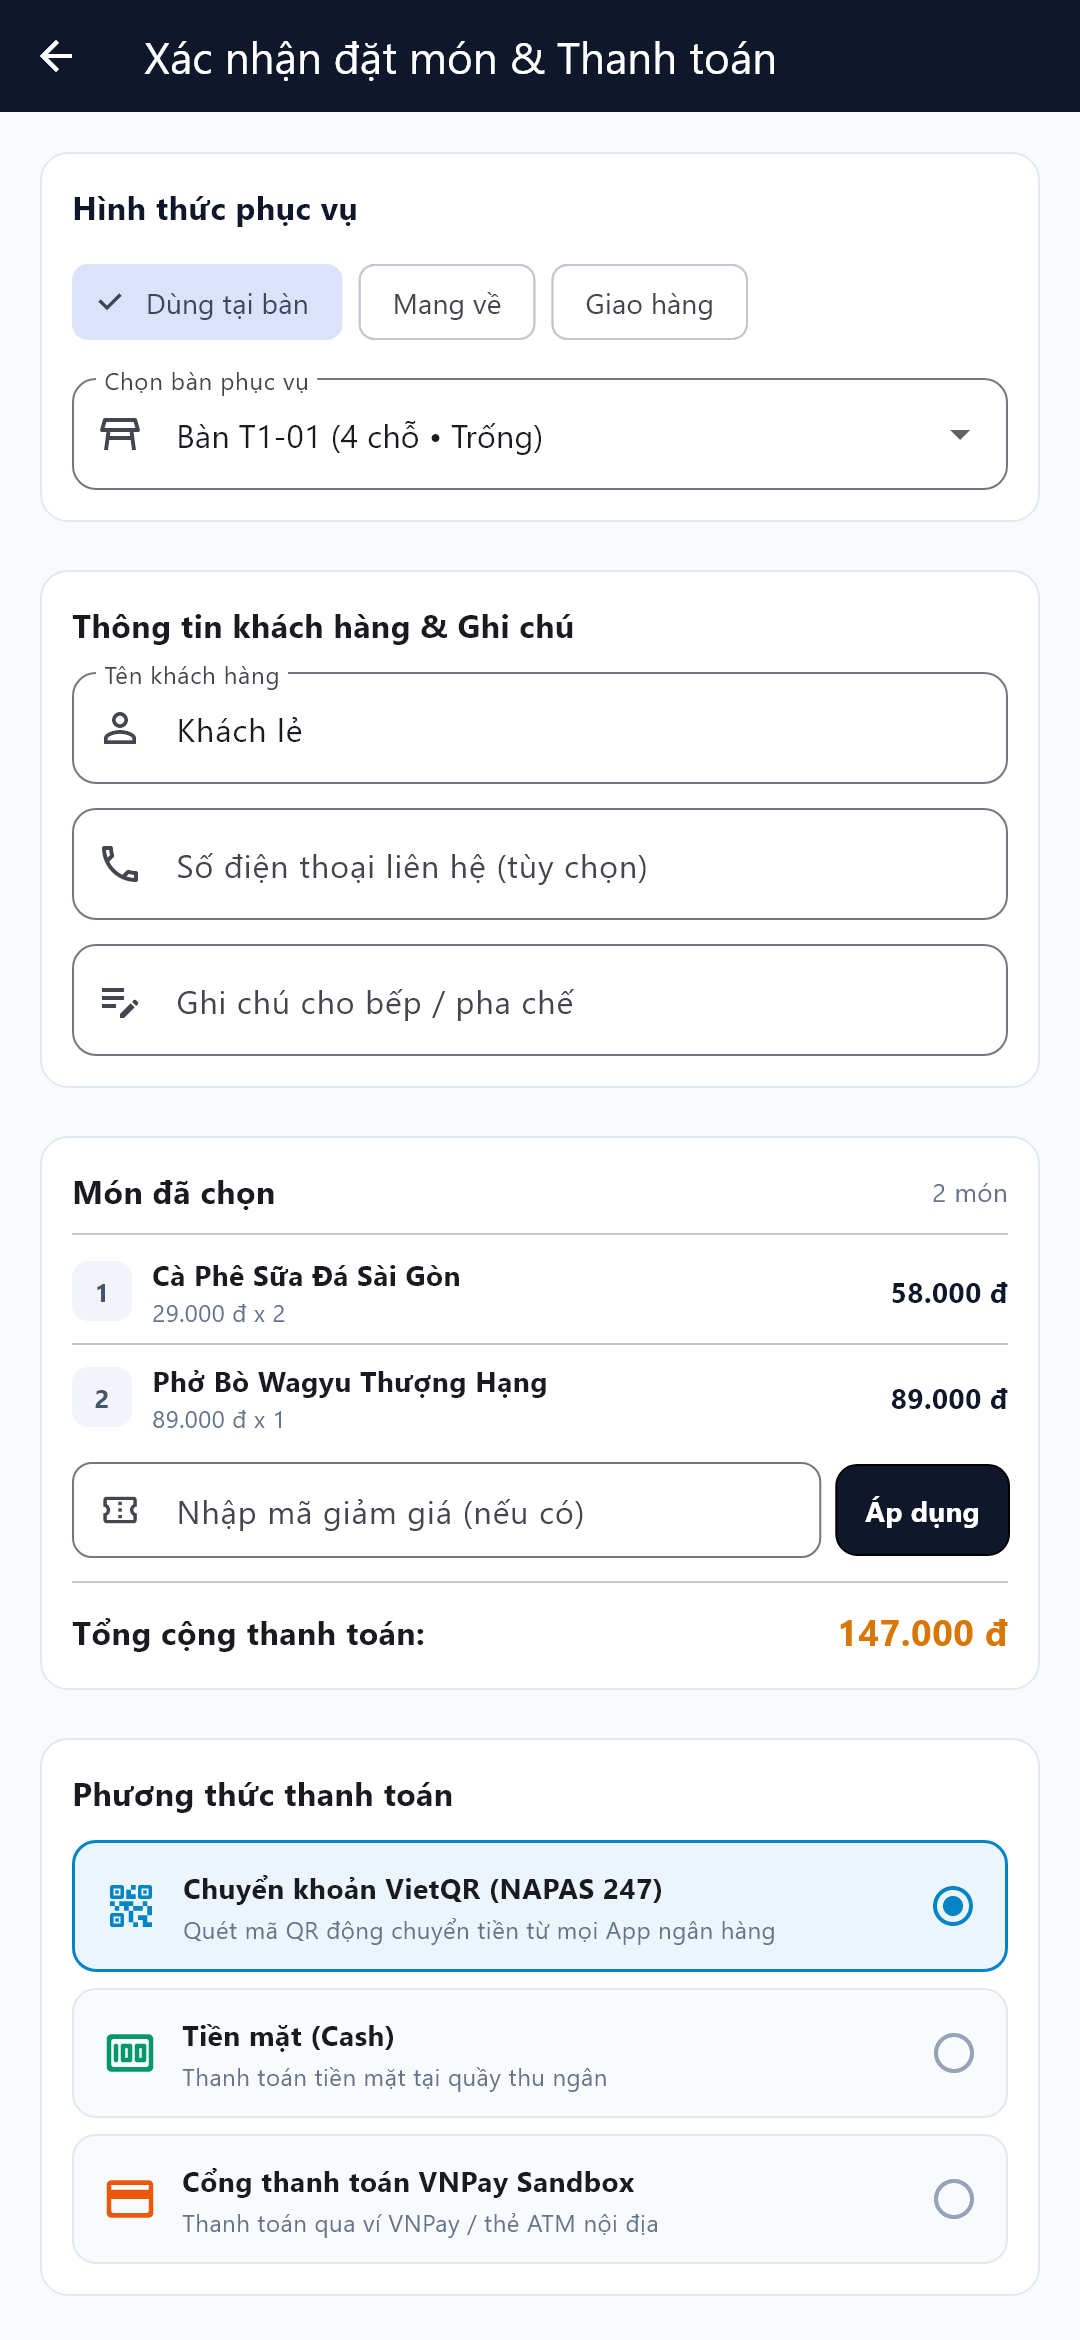 Xác nhận đặt món & Thanh toán
Hình thức phục vụ
Dùng tại bàn
Mang về
Giao hàng
Chọn bàn phục vụ
Bàn T1-01 (4 chỗ • Trống)
Thông tin khách hàng & Ghi chú
Tên khách hàng
Khách lẻ
Số điện thoại liên hệ (tùy chọn)
Ghi chú cho bếp / pha chế
Món đã chọn
2 món
1
Cà Phê Sữa Đá Sài Gòn
29.000 đ x 2
58.000 đ
2
Phở Bò Wagyu Thượng Hạng
89.000 đ x 1
89.000 đ
Nhập mã giảm giá (nếu có)
Áp dụng
Tổng cộng thanh toán:
147.000 đ
Phương thức thanh toán
Chuyển khoản VietQR (NAPAS 247)
Quét mã QR động chuyển tiền từ mọi App ngân hàng
Tiền mặt (Cash)
Thanh toán tiền mặt tại quầy thu ngân
Cổng thanh toán VNPay Sandbox
Thanh toán qua ví VNPay / thẻ ATM nội địa